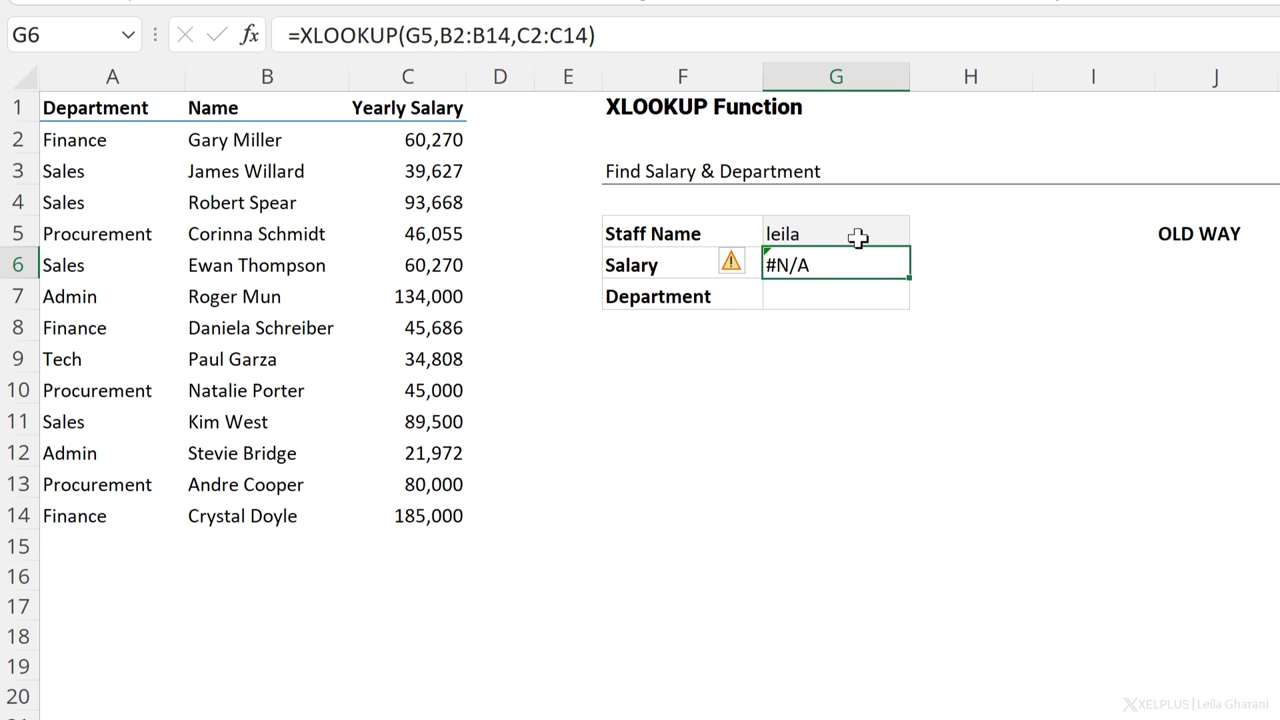 G6 fx =XLOOKUP(G5,B2:B14,C2:C14)
A B C D E F G H I J
1 Department Name Yearly Salary XLOOKUP Function
2 Finance Gary Miller 60,270
3 Sales James Willard 39,627 Find Salary & Department
4 Sales Robert Spear 93,668
5 Procurement Corinna Schmidt 46,055 Staff Name leila OLD WAY
6 Sales Ewan Thompson 60,270 Salary #N/A
7 Admin Roger Mun 134,000 Department
8 Finance Daniela Schreiber 45,686
9 Tech Paul Garza 34,808
10 Procurement Natalie Porter 45,000
11 Sales Kim West 89,500
12 Admin Stevie Bridge 21,972
13 Procurement Andre Cooper 80,000
14 Finance Crystal Doyle 185,000
15
16
17
18
19
20
XELPLUS | Leila Gharani